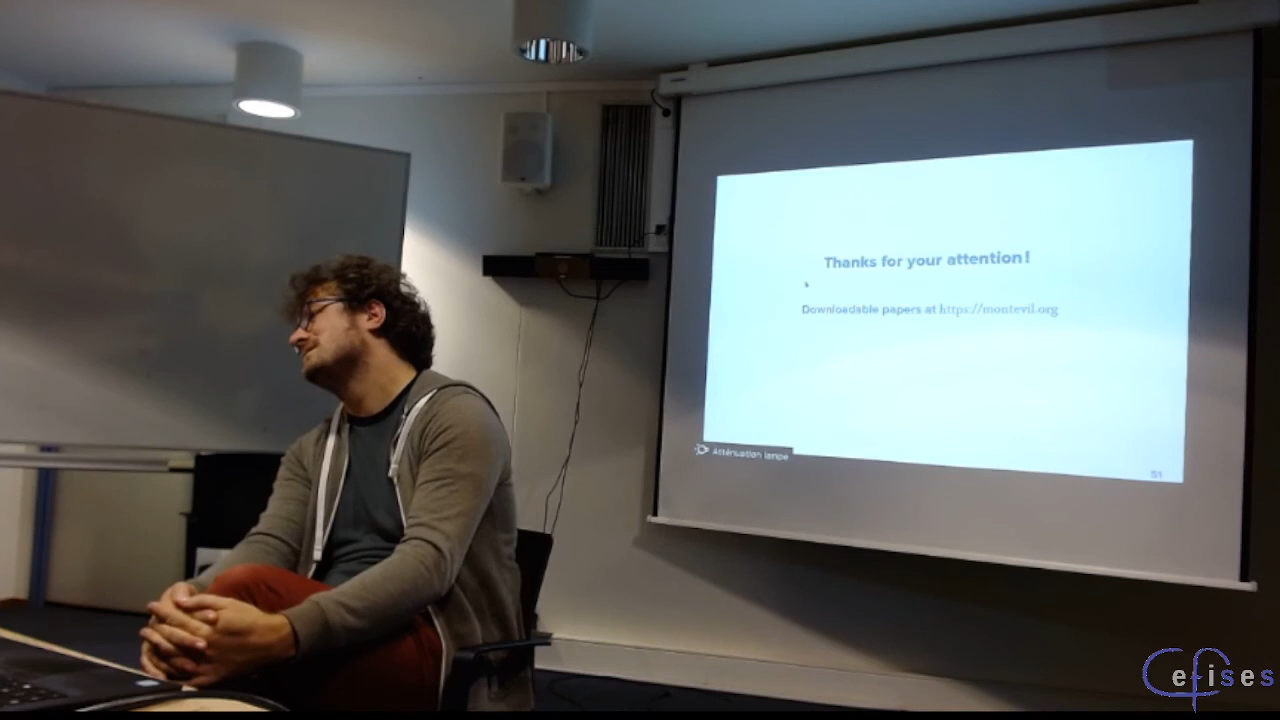 Thanks for your attention!
Downloadable papers at https://montevil.org
Atténuation lampe
51
Cefises